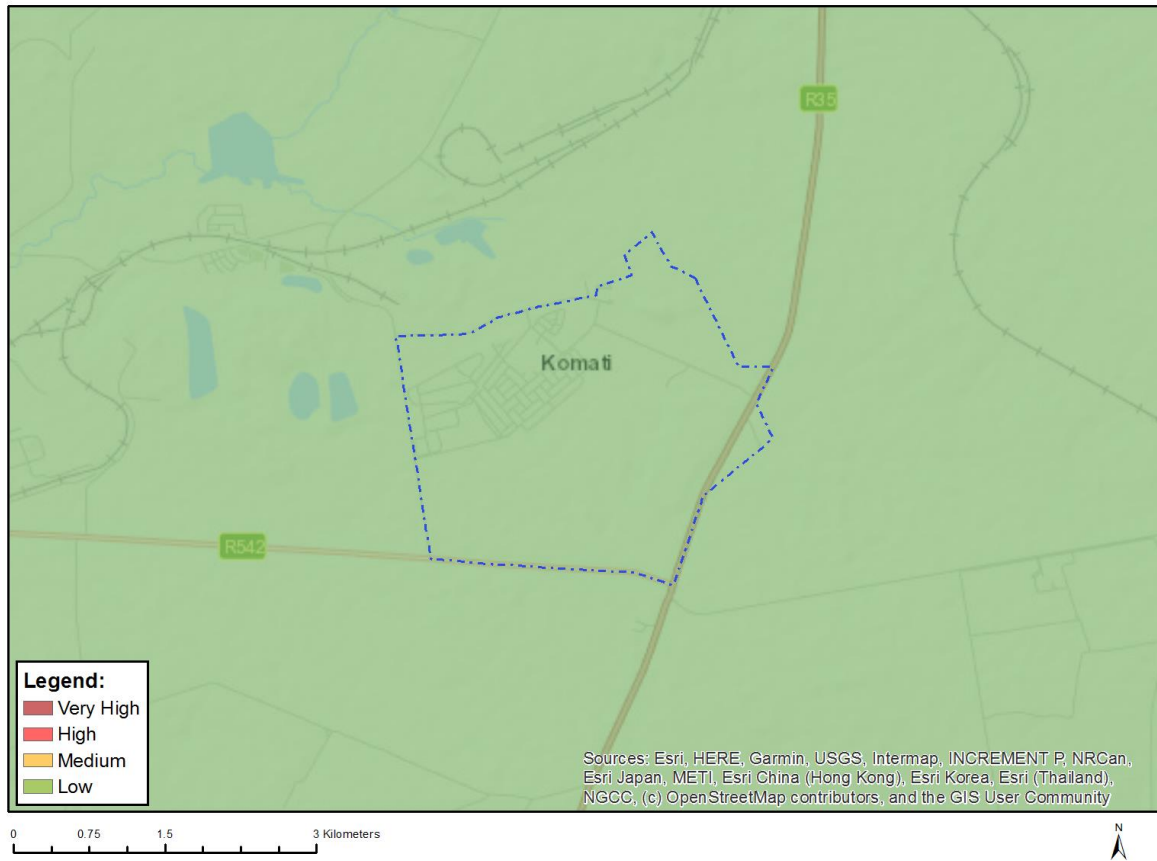 R35
Komati
R542
Legend:
Very High
High
Medium
Low
Sources: Esri, HERE, Garmin, USGS, Intermap, INCREMENT P, NRCan,
Esri Japan, METI, Esri China (Hong Kong), Esri Korea, Esri (Thailand),
NGCC, (c) OpenStreetMap contributors, and the GIS User Community
0 0.75 1.5 3 Kilometers
N